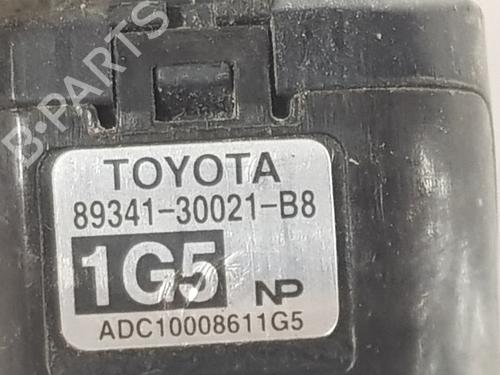 B-PARTS
TOYOTA
89341-30021-B8
1G5 NP
ADC10008611G5